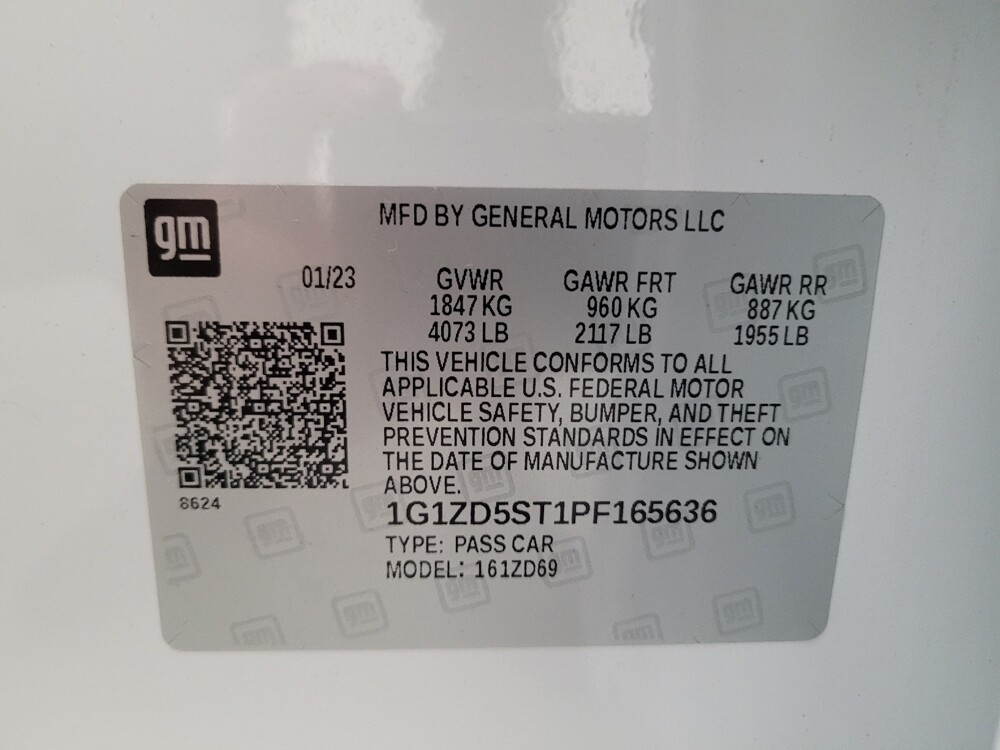 gm
MFD BY GENERAL MOTORS LLC
01/23 GVWR GAWR FRT GAWR RR
1847 KG 960 KG 887 KG
4073 LB 2117 LB 1955 LB
THIS VEHICLE CONFORMS TO ALL
APPLICABLE U.S. FEDERAL MOTOR
VEHICLE SAFETY, BUMPER, AND THEFT
PREVENTION STANDARDS IN EFFECT ON
THE DATE OF MANUFACTURE SHOWN
ABOVE.
8624
1G1ZD5ST1PF165636
TYPE: PASS CAR
MODEL: 161ZD69